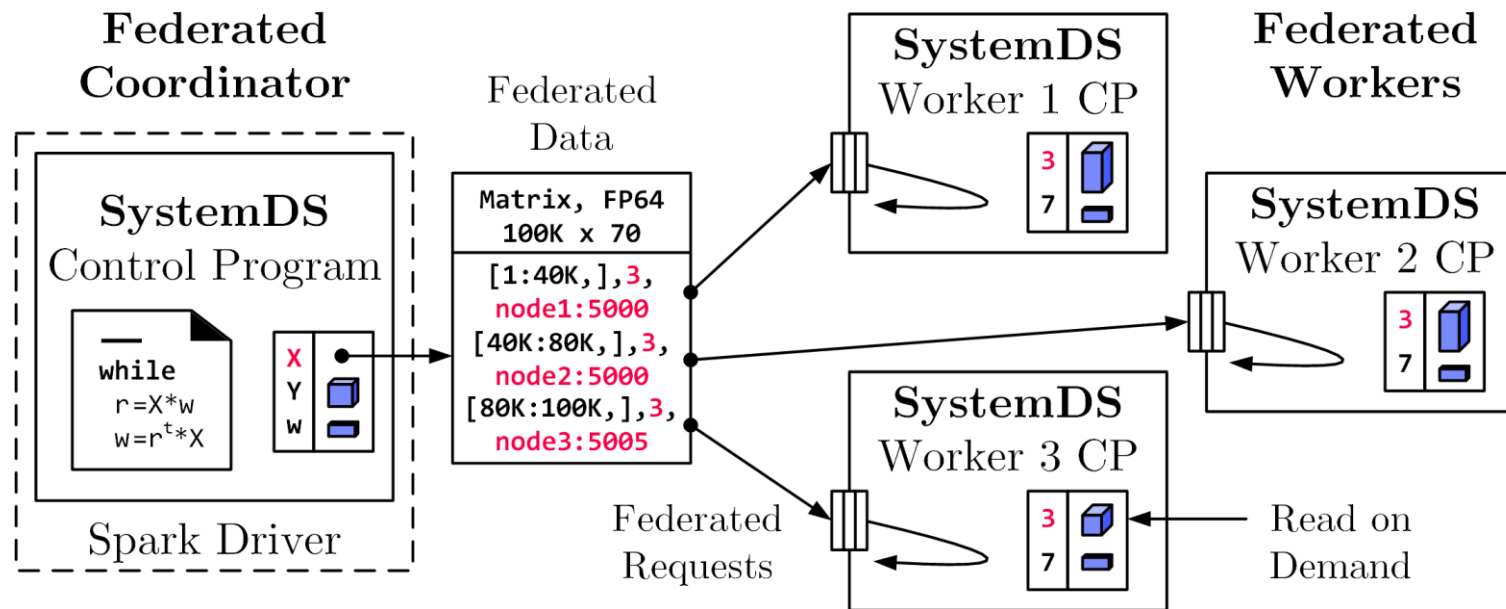 Federated
Coordinator
SystemDS
Control Program
while
r=X*w
w=rᵗ*X
X
Y
w
Spark Driver
Federated
Data
Matrix, FP64
100K x 70
[1:40K,],3,
node1:5000
[40K:80K,],3,
node2:5000
[80K:100K,],3,
node3:5005
Federated
Requests
SystemDS
Worker 1 CP
3
7
Federated
Workers
SystemDS
Worker 2 CP
3
7
SystemDS
Worker 3 CP
3
7
Read on
Demand